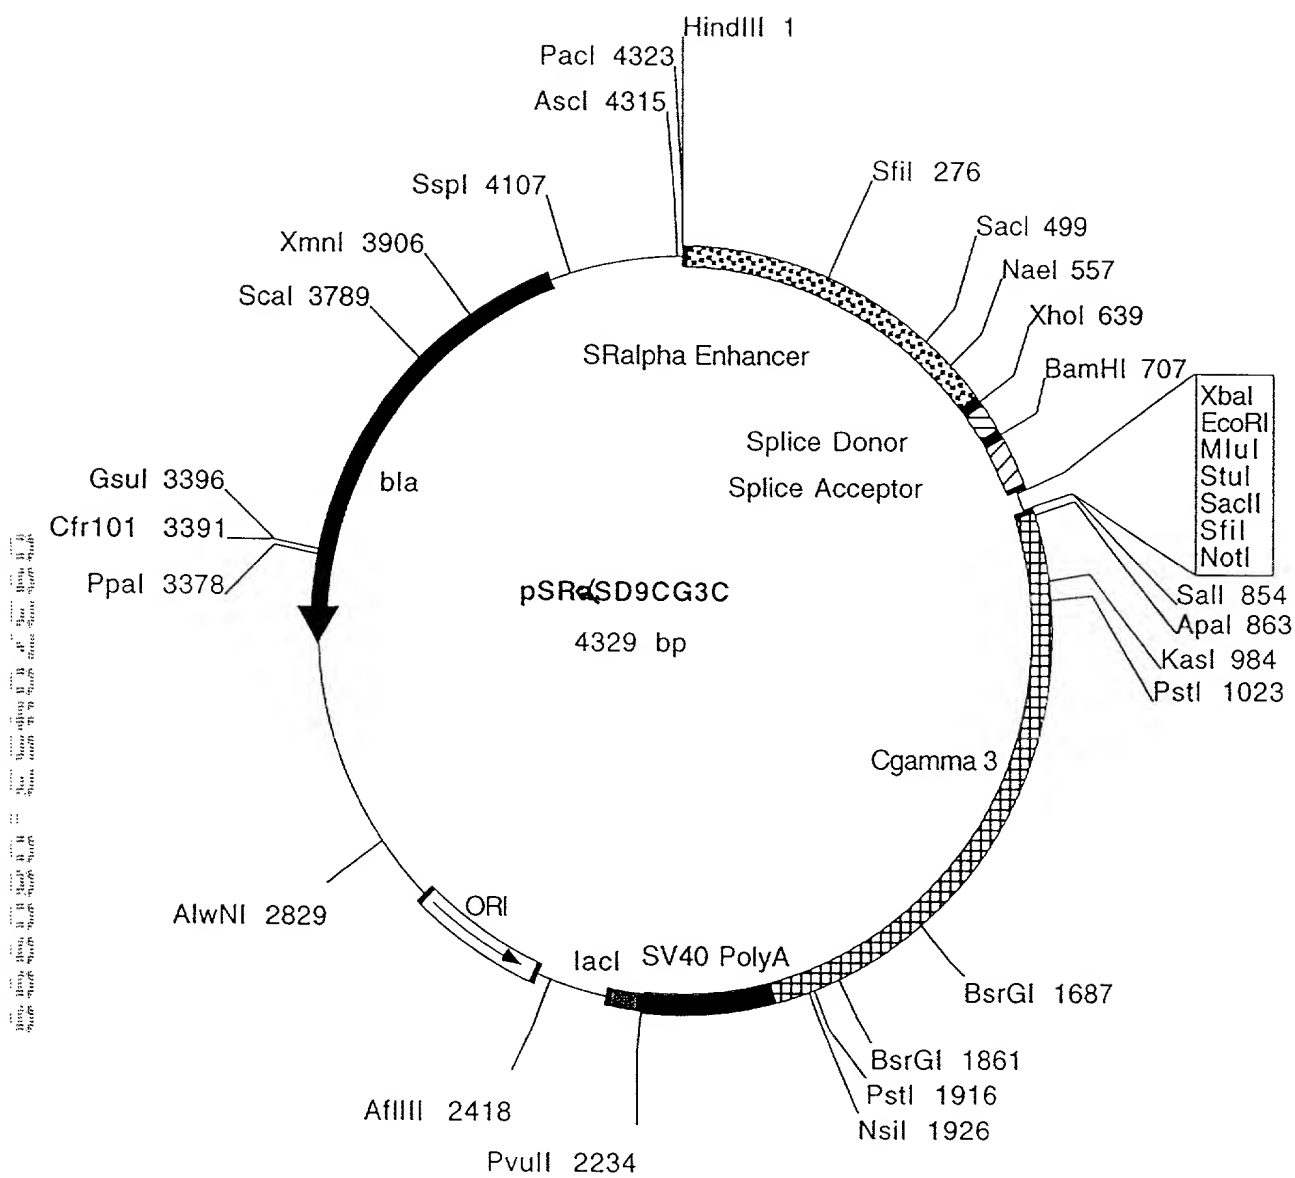 HindIII 1
PacI 4323
AscI 4315
SfiI 276
SspI 4107
SacI 499
XmnI 3906
NaeI 557
ScaI 3789
XhoI 639
SRalpha Enhancer
BamHI 707
XbaI
EcoRI
MluI
StuI
SacII
SfiI
NotI
Splice Donor
Splice Acceptor
bla
GsuI 3396
Cfr101 3391
PpaI 3378
pSRαSD9CG3C
4329 bp
SalI 854
ApaI 863
KasI 984
PstI 1023
Cgamma 3
AlwNI 2829
ORI
lacI
SV40 PolyA
BsrGI 1687
BsrGI 1861
PstI 1916
NsiI 1926
AflIII 2418
PvuII 2234